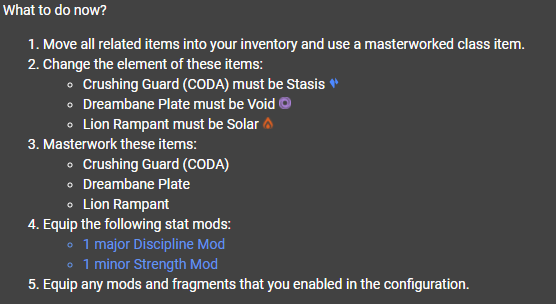 What to do now?
1. Move all related items into your inventory and use a masterworked class item.
2. Change the element of these items:
Crushing Guard (CODA) must be Stasis
Dreambane Plate must be Void
Lion Rampant must be Solar
3. Masterwork these items:
Crushing Guard (CODA)
Dreambane Plate
Lion Rampant
4. Equip the following stat mods:
1 major Discipline Mod
1 minor Strength Mod
5. Equip any mods and fragments that you enabled in the configuration.